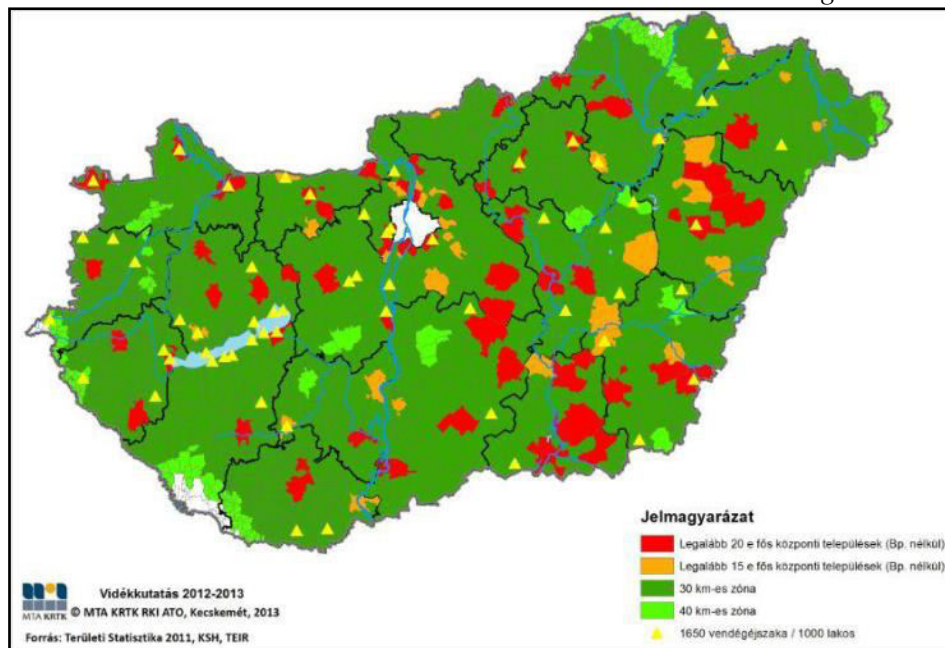 Jelmagyarázat
Legalább 20 e fős központi települések (Bp. nélkül)
Legalább 15 e fős központi települések (Bp. nélkül)
30 km-es zóna
40 km-es zóna
1650 vendégéjszaka / 1000 lakos
MTA KRTK
Vidékkutatás 2012-2013
© MTA KRTK RKI ATO, Kecskemét, 2013
Forrás: Területi Statisztika 2011, KSH, TEIR